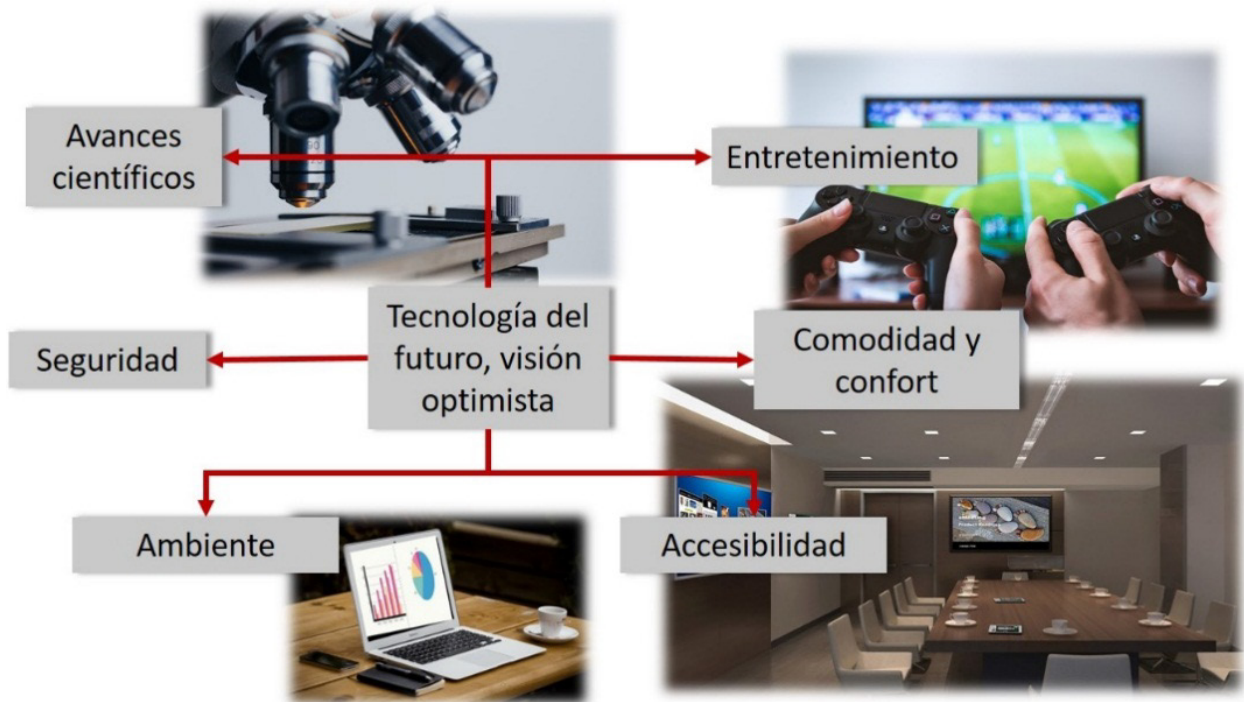 Avances
científicos
Entretenimiento
Tecnología del
futuro, visión
optimista
Seguridad
Comodidad y
confort
Ambiente
Accesibilidad